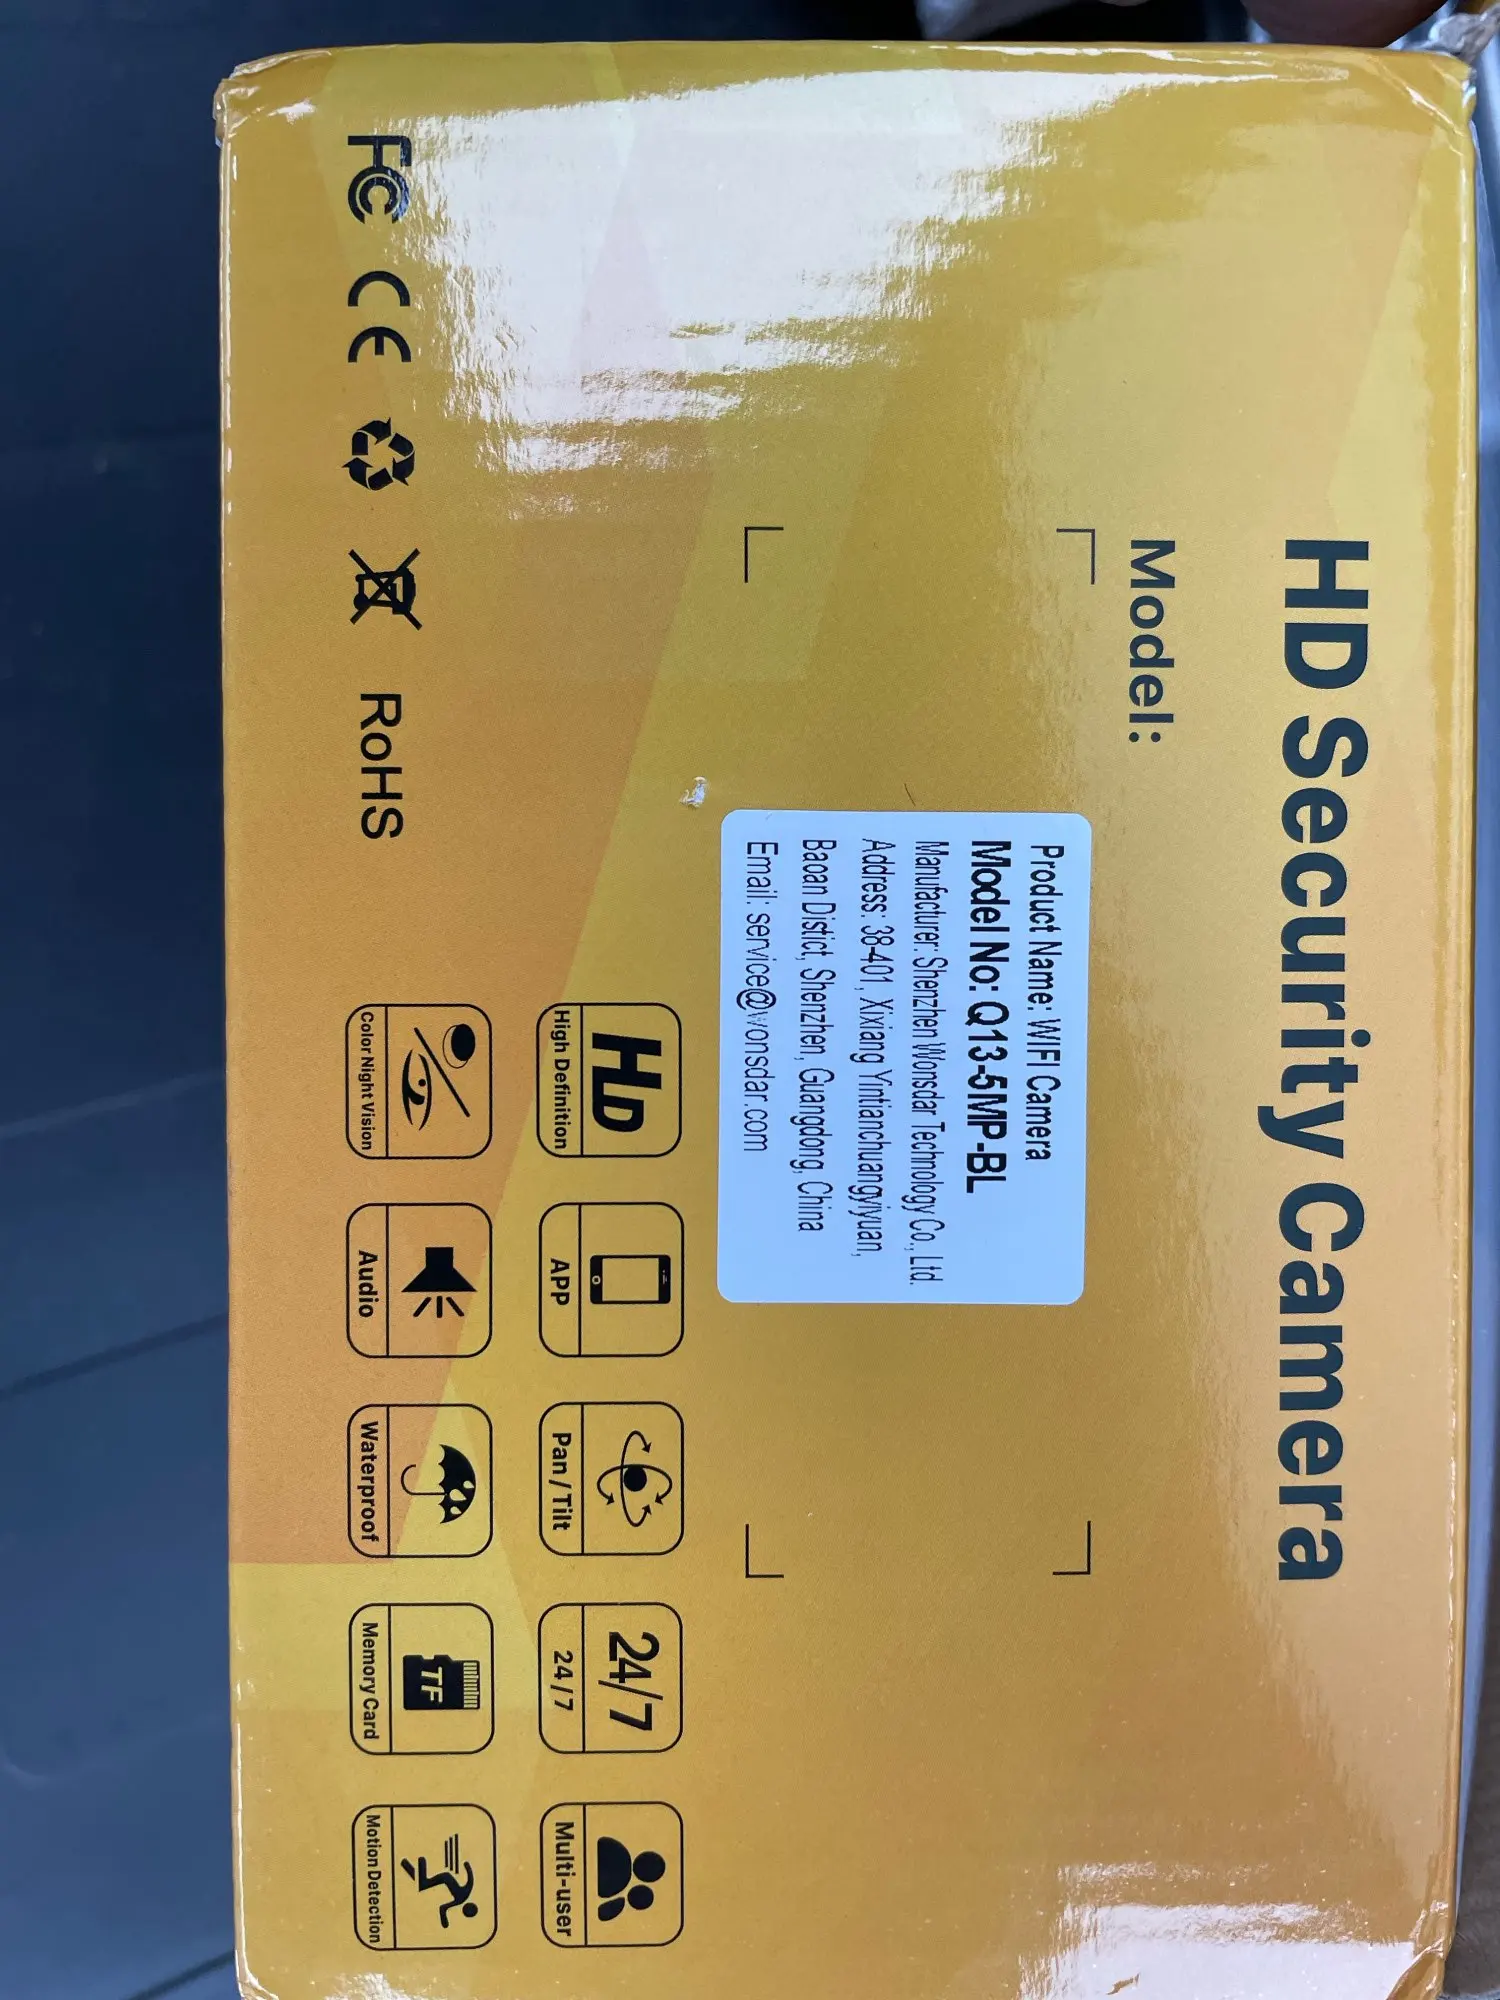 HD Security Camera
Model:
Product Name: WIFI Camera
Model No: Q13-5MP-BL
Manufacturer: Shenzhen Wonsdar Technology Co., Ltd.
Address: 38-401, Xixiang Yintianchuangyiyuan,
Baoan Distict, Shenzhen, Guangdong, China
Email: service@wonsdar.com
HD
High Definition
APP
Pan/Tilt
24/7
24/7
Multi-user
Color Night Vision
Audio
Waterproof
TF
Memory Card
Motion Detection
FC CE RoHS